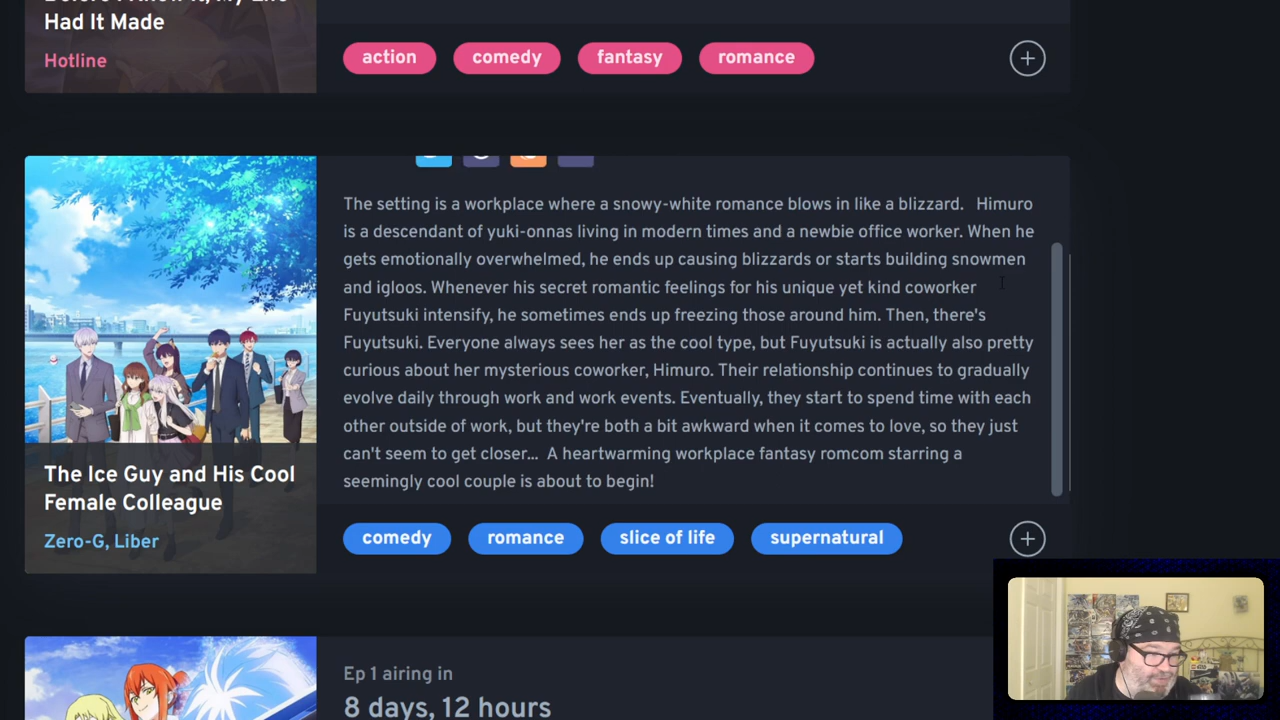 Had It Made
Hotline
action
comedy
fantasy
romance
The setting is a workplace where a snowy-white romance blows in like a blizzard.   Himuro
is a descendant of yuki-onnas living in modern times and a newbie office worker. When he
gets emotionally overwhelmed, he ends up causing blizzards or starts building snowmen
and igloos. Whenever his secret romantic feelings for his unique yet kind coworker
Fuyutsuki intensify, he sometimes ends up freezing those around him. Then, there's
Fuyutsuki. Everyone always sees her as the cool type, but Fuyutsuki is actually also pretty
curious about her mysterious coworker, Himuro. Their relationship continues to gradually
evolve daily through work and work events. Eventually, they start to spend time with each
other outside of work, but they're both a bit awkward when it comes to love, so they just
can't seem to get closer...  A heartwarming workplace fantasy romcom starring a
seemingly cool couple is about to begin!
The Ice Guy and His Cool
Female Colleague
Zero-G, Liber
comedy
romance
slice of life
supernatural
Ep 1 airing in
8 days, 12 hours